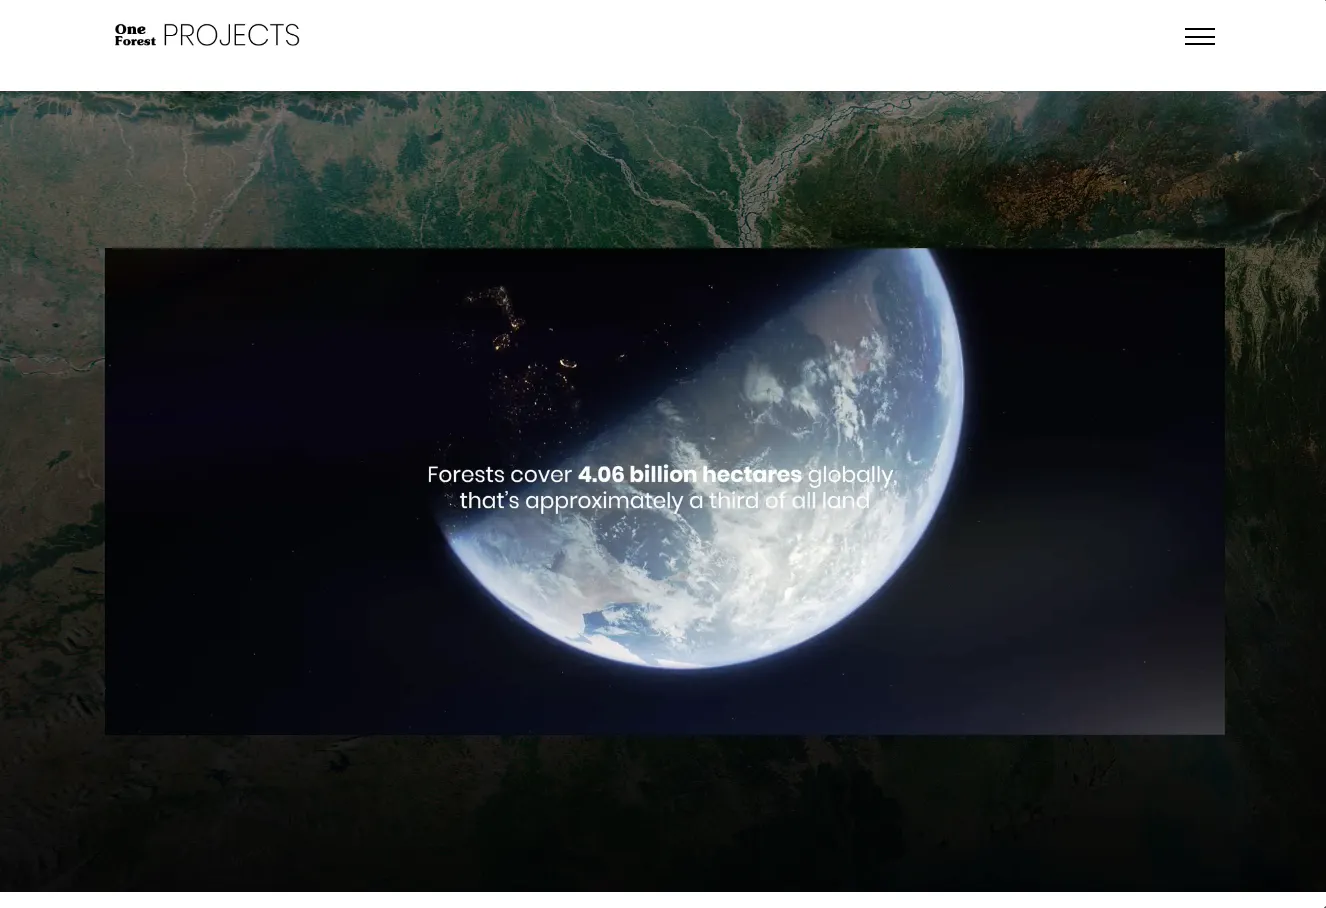 One
Forest PROJECTS
Forests cover 4.06 billion hectares globally,
that's approximately a third of all land